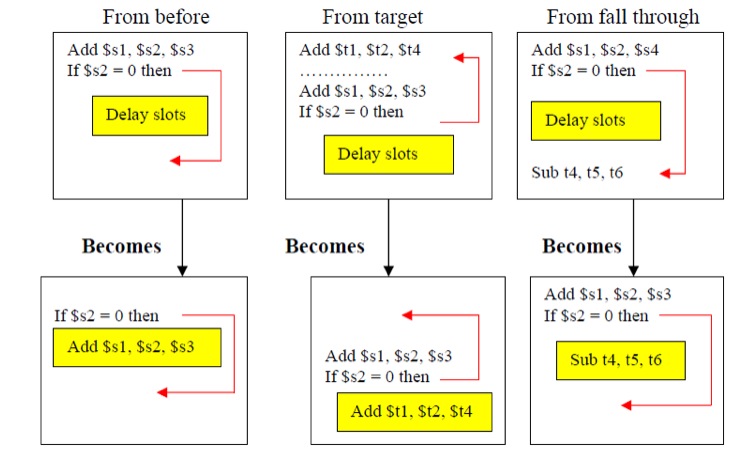 From before
Add $s1, $s2, $s3
If $s2 = 0 then
Delay slots
Becomes
If $s2 = 0 then
Add $s1, $s2, $s3
From target
Add $t1, $t2, $t4
...............
Add $s1, $s2, $s3
If $s2 = 0 then
Delay slots
Becomes
Add $s1, $s2, $s3
If $s2 = 0 then
Add $t1, $t2, $t4
From fall through
Add $s1, $s2, $s4
If $s2 = 0 then
Delay slots
Sub t4, t5, t6
Becomes
Add $s1, $s2, $s3
If $s2 = 0 then
Sub t4, t5, t6